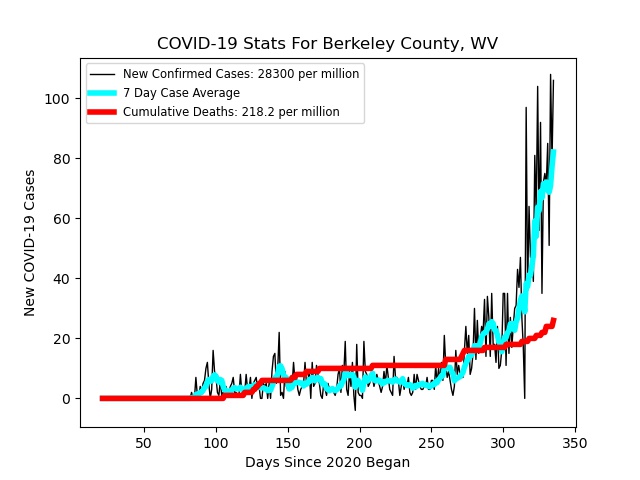 COVID-19 Stats For Berkeley County, WV
New Confirmed Cases: 28300 per million
7 Day Case Average
Cumulative Deaths: 218.2 per million
New COVID-19 Cases
100
80
60
40
20
0
50 100 150 200 250 300 350
Days Since 2020 Began